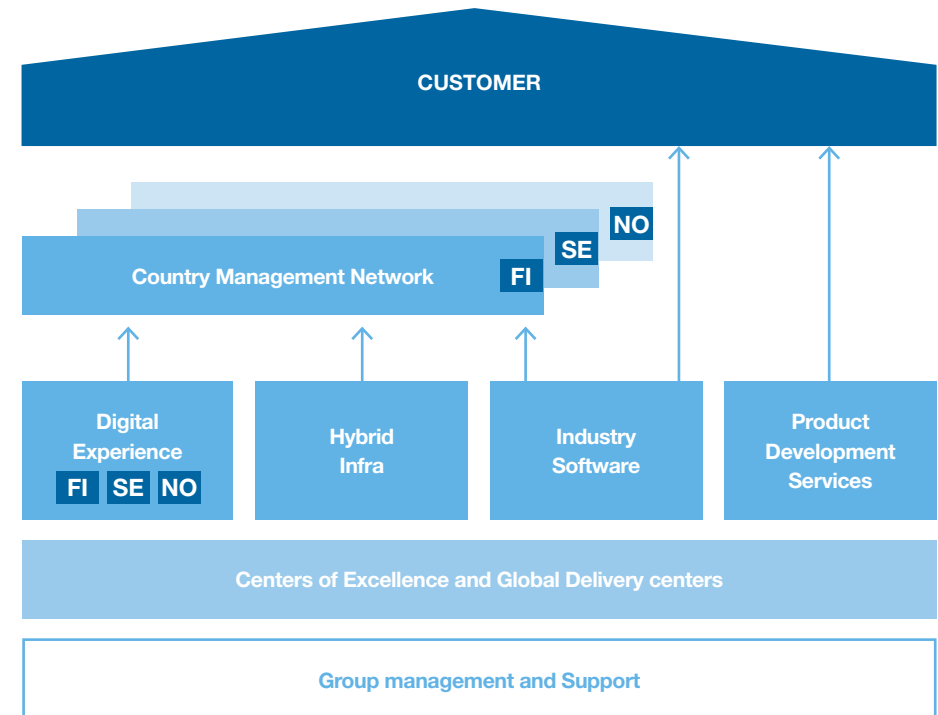 CUSTOMER
NO
SE
Country Management Network
FI
Digital
Experience
FI SE NO
Hybrid
Infra
Industry
Software
Product
Development
Services
Centers of Excellence and Global Delivery centers
Group management and Support